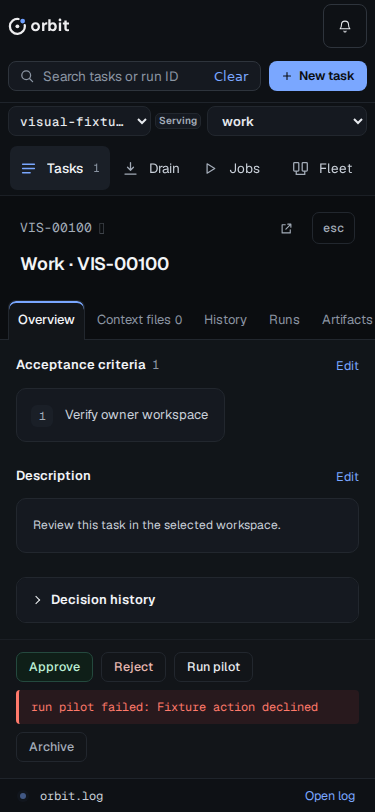 orbit
Search tasks or run ID Clear
+ New task
visual-fixtu… Serving work
Tasks 1 Drain Jobs Fleet
VIS-00100
esc
Work · VIS-00100
Overview Context files 0 History Runs Artifacts
Acceptance criteria 1 Edit
1 Verify owner workspace
Description Edit
Review this task in the selected workspace.
Decision history
Approve Reject Run pilot
run pilot failed: Fixture action declined
Archive
orbit.log Open log